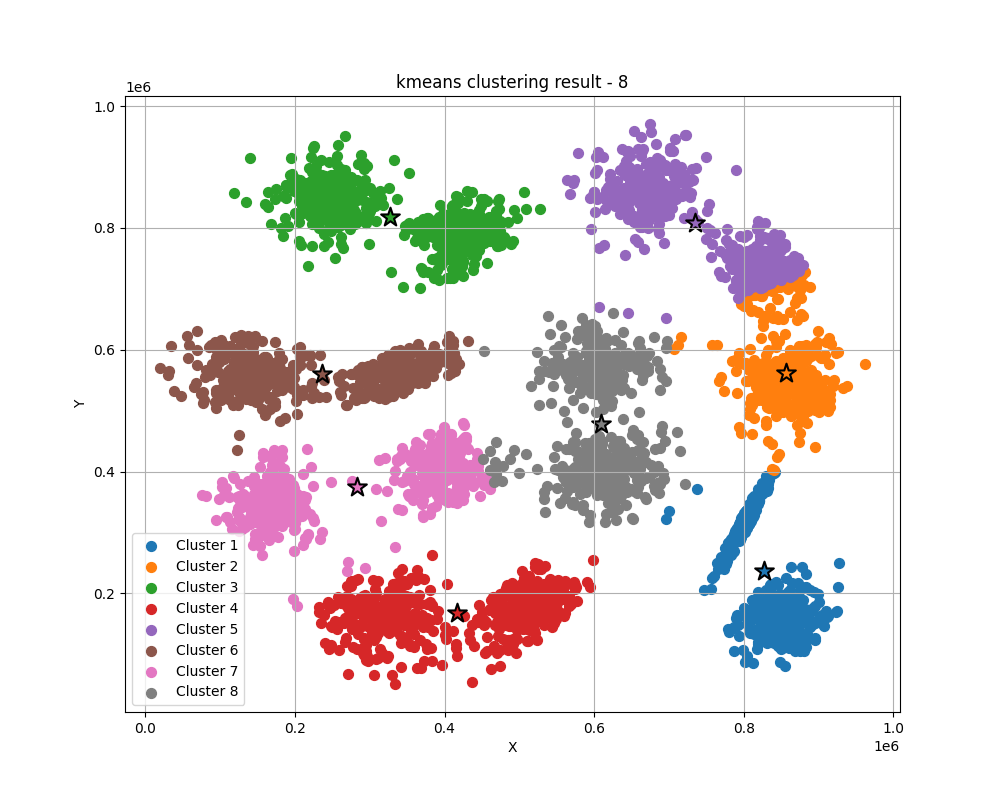 kmeans clustering result - 8
1e6
1.0
0.8
0.6
0.4
0.2
Y
Cluster 1
Cluster 2
Cluster 3
Cluster 4
Cluster 5
Cluster 6
Cluster 7
Cluster 8
0.0 0.2 0.4 0.6 0.8 1.0
X
1e6